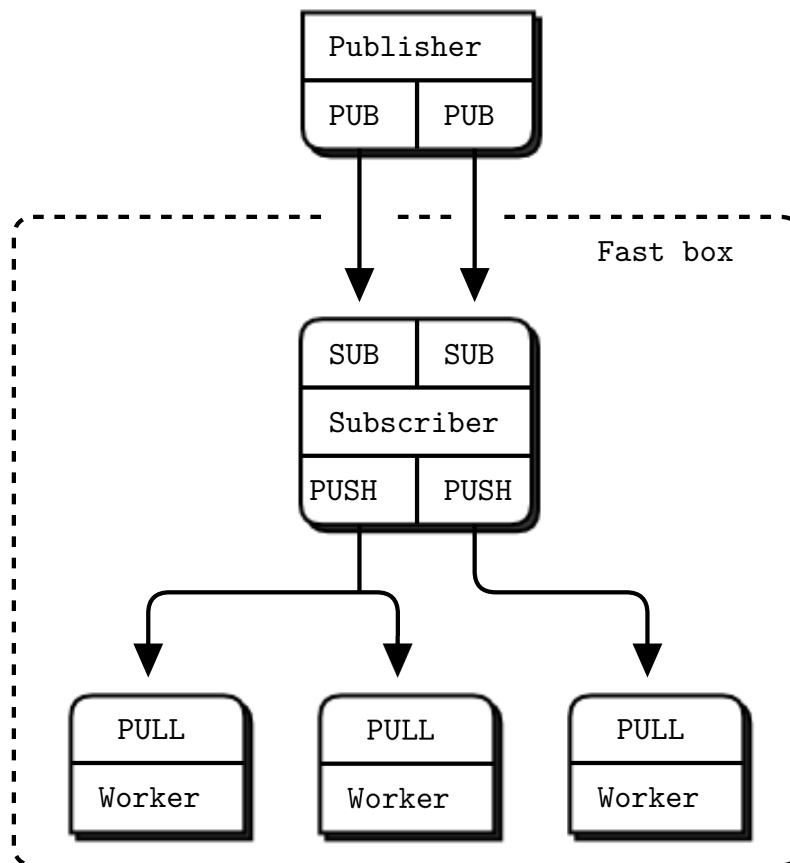 Publisher
PUB PUB
Fast box
SUB SUB
Subscriber
PUSH PUSH
PULL PULL PULL
Worker Worker Worker